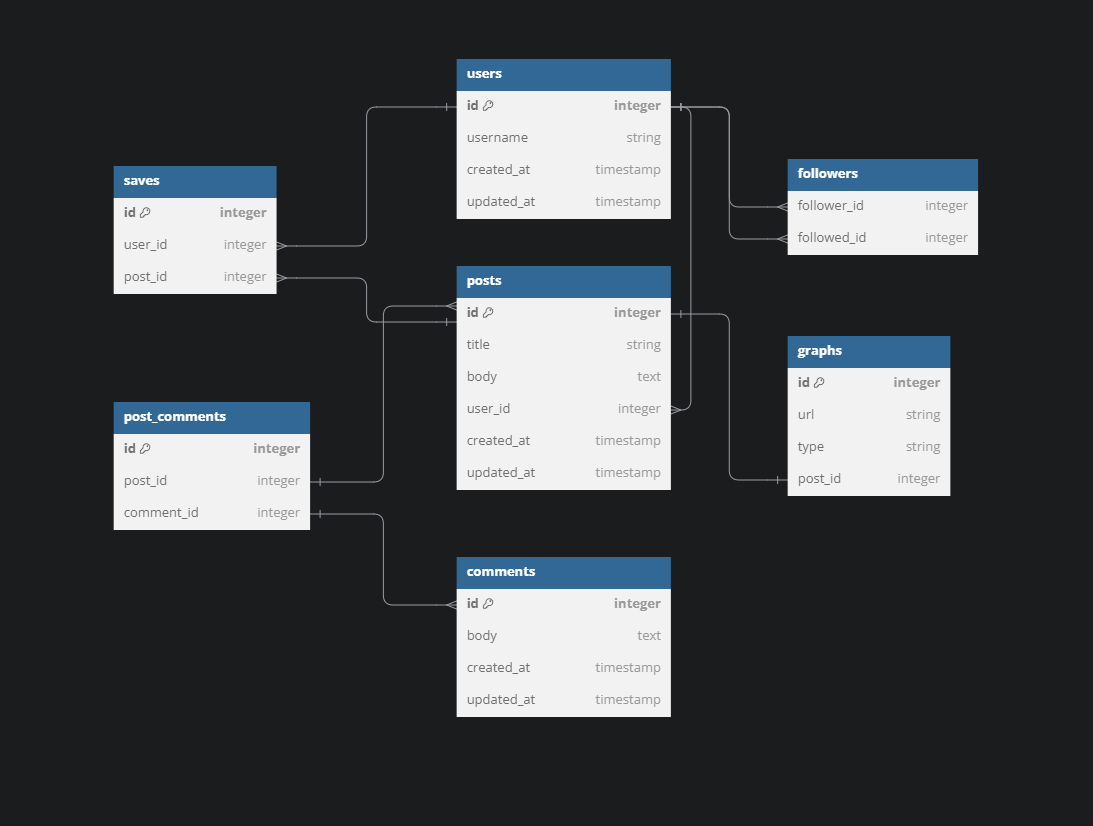 users
id integer
username string
created_at timestamp
updated_at timestamp
saves
id integer
user_id integer
post_id integer
followers
follower_id integer
followed_id integer
posts
id integer
title string
body text
user_id integer
created_at timestamp
updated_at timestamp
graphs
id integer
url string
type string
post_id integer
post_comments
id integer
post_id integer
comment_id integer
comments
id integer
body text
created_at timestamp
updated_at timestamp